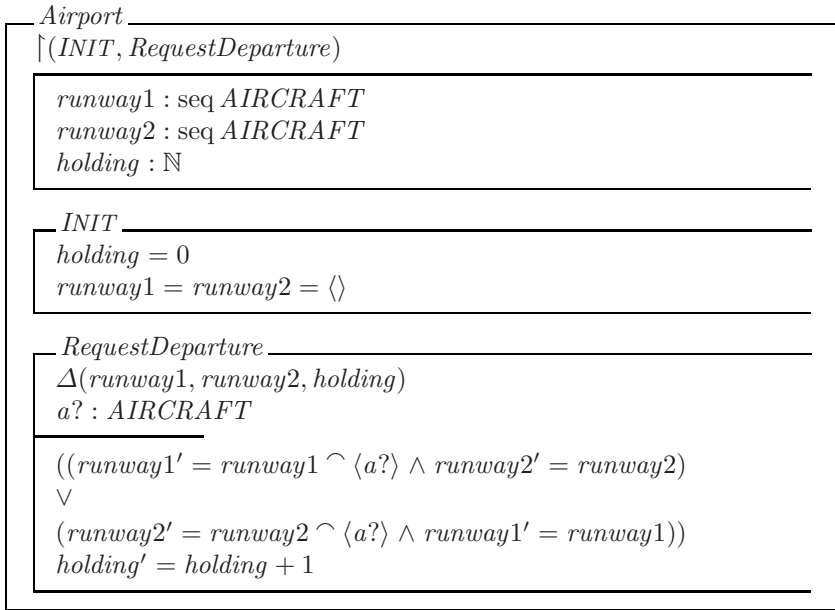 Airport
↾(INIT, RequestDeparture)
runway1 : seq AIRCRAFT
runway2 : seq AIRCRAFT
holding : ℕ
INIT
holding = 0
runway1 = runway2 = ⟨⟩
RequestDeparture
Δ(runway1, runway2, holding)
a? : AIRCRAFT
((runway1′ = runway1 ⌢ ⟨a?⟩ ∧ runway2′ = runway2)
∨
(runway2′ = runway2 ⌢ ⟨a?⟩ ∧ runway1′ = runway1))
holding′ = holding + 1